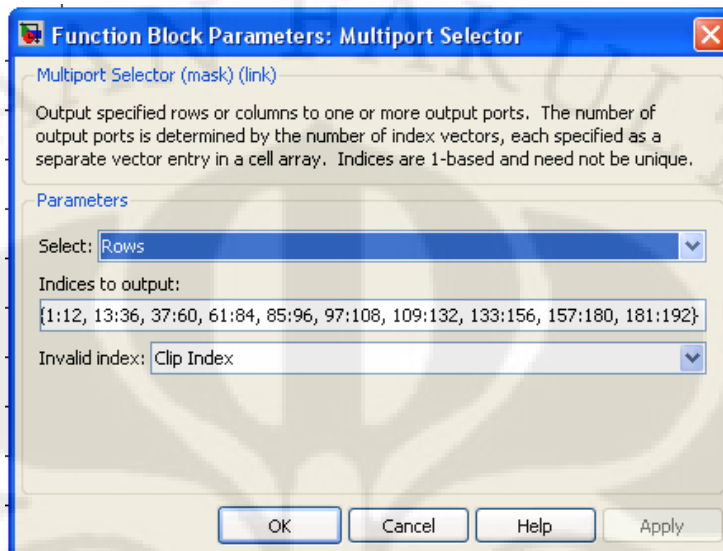 Function Block Parameters: Multiport Selector
Multiport Selector (mask) (link)
Output specified rows or columns to one or more output ports. The number of
output ports is determined by the number of index vectors, each specified as a
separate vector entry in a cell array. Indices are 1-based and need not be unique.
Parameters
Select: Rows
Indices to output:
{1:12, 13:36, 37:60, 61:84, 85:96, 97:108, 109:132, 133:156, 157:180, 181:192}
Invalid index: Clip Index
OK Cancel Help Apply